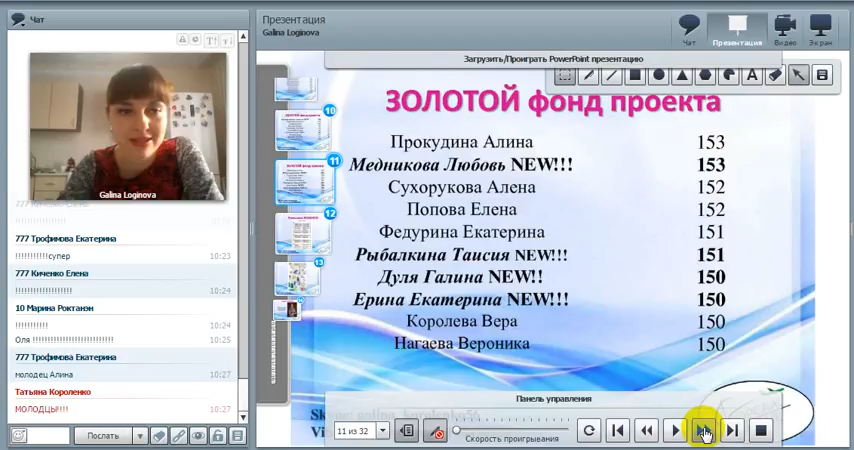 Чат
Galina Loginova
777 Трофимова Екатерина
!!!!!!!!!!!супер 10:23
777 Киченко Елена
!!!!!!!!!!!!!!!!!!! 10:24
10 Марина Роктанэн
!!!!!!!!!!! 10:24
Оля !!!!!!!!!!!!!!!!!!!!!!!!!!! 10:25
777 Трофимова Екатерина
молодец Алина 10:27
Татьяна Короленко
МОЛОДЦЫ!!!! 10:27
Послать
Презентация
Galina Loginova
Чат Презентация Видео Экран
Загрузить/Проиграть PowerPoint презентацию
10
11
12
13
ЗОЛОТОЙ фонд проекта
Прокудина Алина 153
Медникова Любовь NEW!!! 153
Сухорукова Алена 152
Попова Елена 152
Федурина Екатерина 151
Рыбалкина Таисия NEW!!! 151
Дуля Галина NEW!! 150
Ерина Екатерина NEW!!! 150
Королева Вера 150
Нагаева Вероника 150
Панель управления
11 из 32
Скорость проигрывания